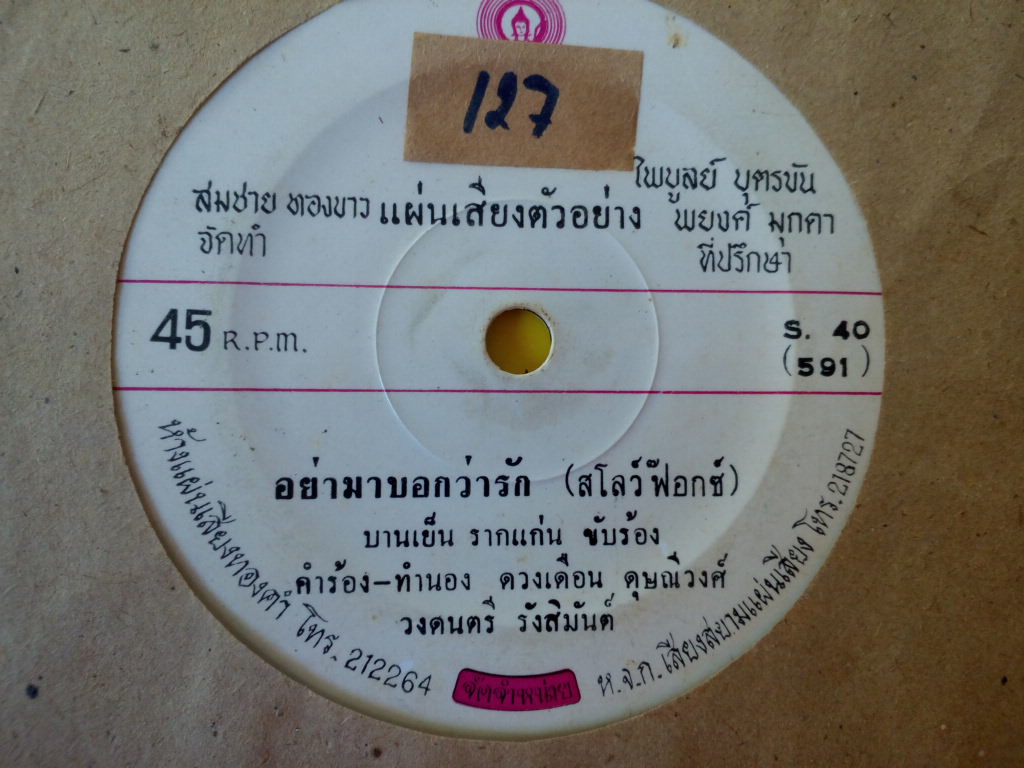 127
ไพบูลย์ บุตรขัน
สมชาย ทองขาว แผ่นเสียงตัวอย่าง พยงค์ มุกดา
จัดทำ ที่ปรึกษา
45 R.P.M. S. 40
(591)
อย่ามาบอกว่ารัก (สโลว์ฟ๊อกซ์)
บานเย็น รากแก่น ขับร้อง
คำร้อง-ทำนอง ดวงเดือน ดุษณีวงศ์
วงดนตรี รังสิมันต์
ห้างแผ่นเสียงทองคำ โทร. 212264
จัดจำหน่าย
ห.จ.ก.เสียงสยามแผ่นเสียง โทร. 218727